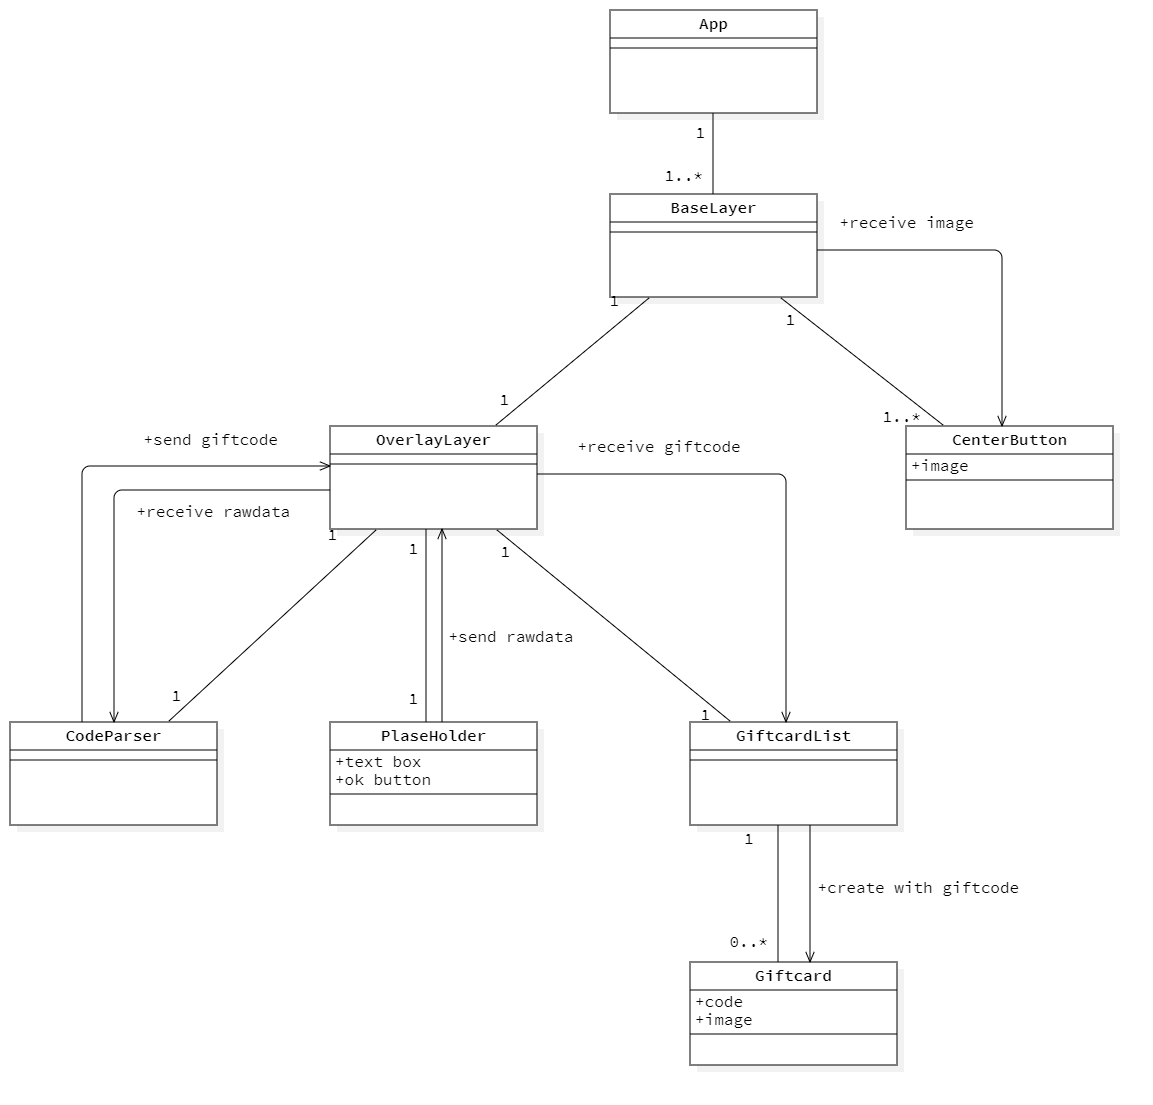 App
1
1..*
BaseLayer
+receive image
1
1
1
1..*
+send giftcode
OverlayLayer
+receive giftcode
CenterButton
+image
+receive rawdata
1
1
1
+send rawdata
1
1
1
CodeParser
PlaseHolder
+text box
+ok button
GiftcardList
1
+create with giftcode
0..*
Giftcard
+code
+image